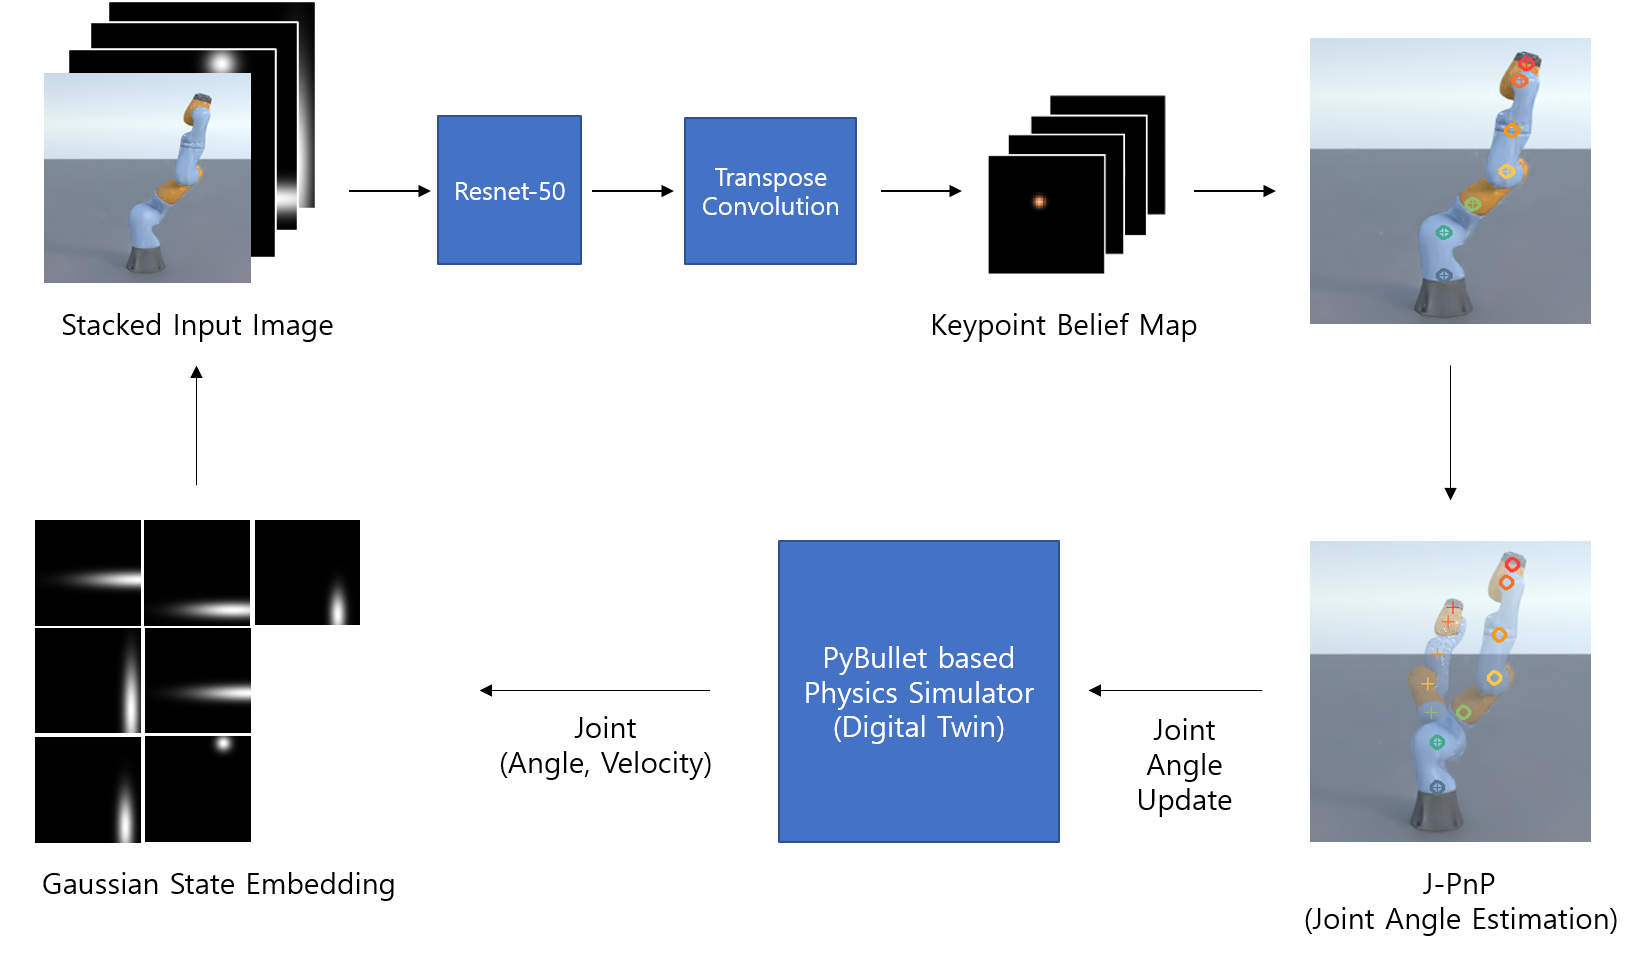 Resnet-50
Transpose
Convolution
Stacked Input Image
Keypoint Belief Map
PyBullet based
Physics Simulator
(Digital Twin)
Joint
(Angle, Velocity)
Joint
Angle
Update
Gaussian State Embedding
J-PnP
(Joint Angle Estimation)